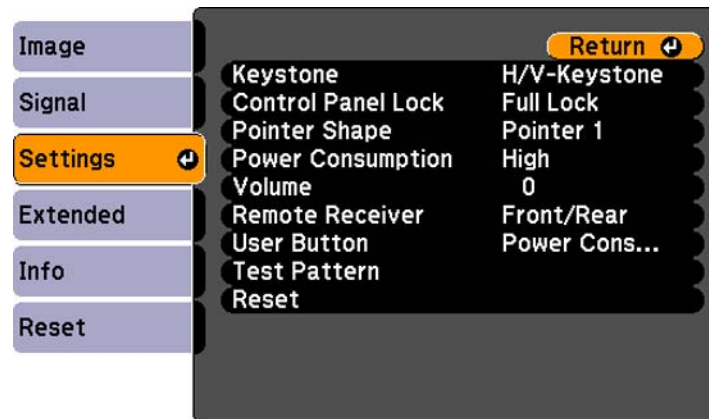 Image
Signal
Settings
Extended
Info
Reset
Return
Keystone H/V-Keystone
Control Panel Lock Full Lock
Pointer Shape Pointer 1
Power Consumption High
Volume 0
Remote Receiver Front/Rear
User Button Power Cons...
Test Pattern
Reset